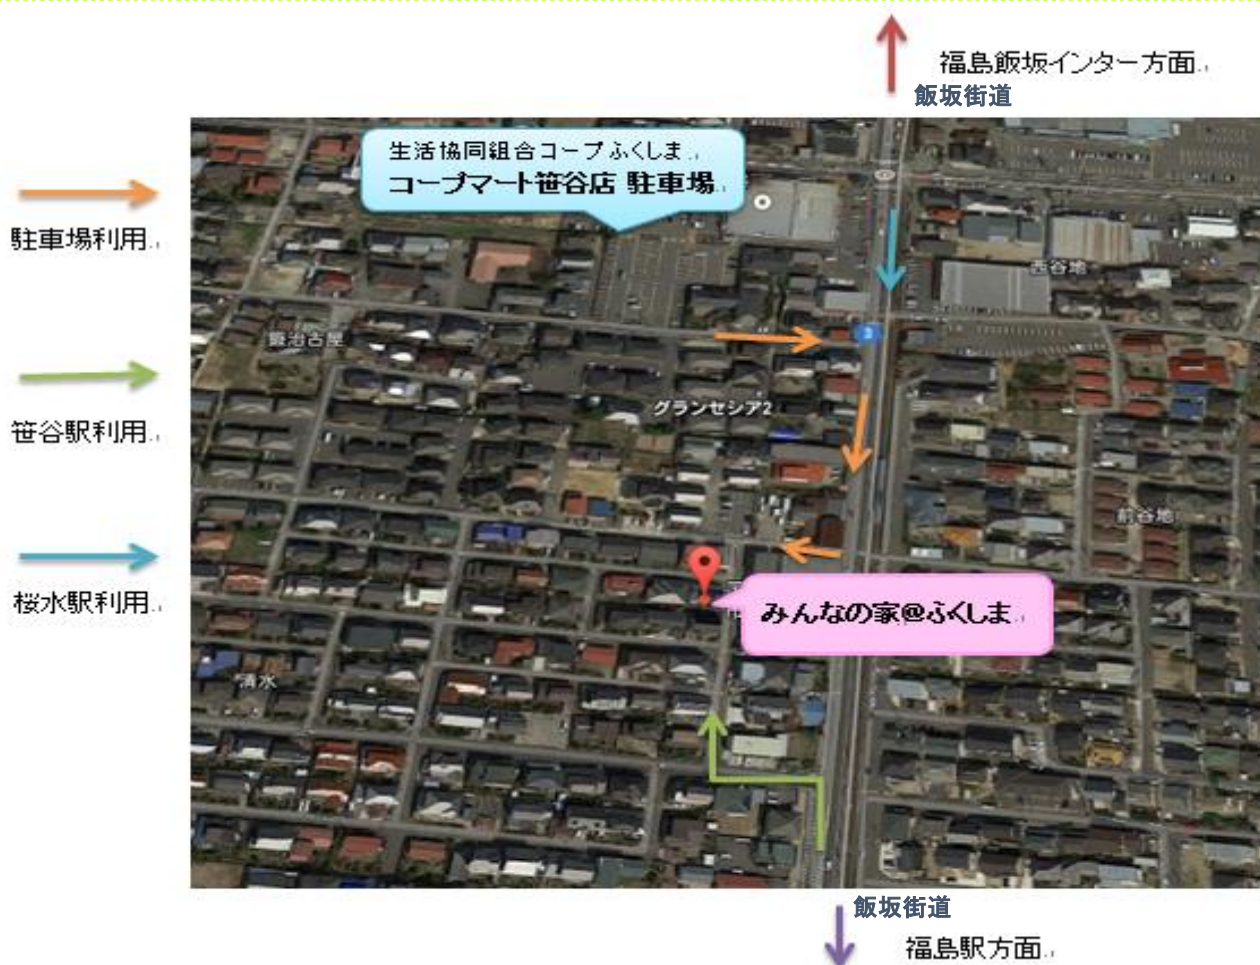 福島飯坂インター方面
飯坂街道
生活協同組合コープふくしま
コープマート笹谷店 駐車場
駐車場利用
西谷地
3
鍛治古屋
笹谷駅利用
グランセシア2
前谷地
桜水駅利用
みんなの家@ふくしま
清水
飯坂街道
福島駅方面